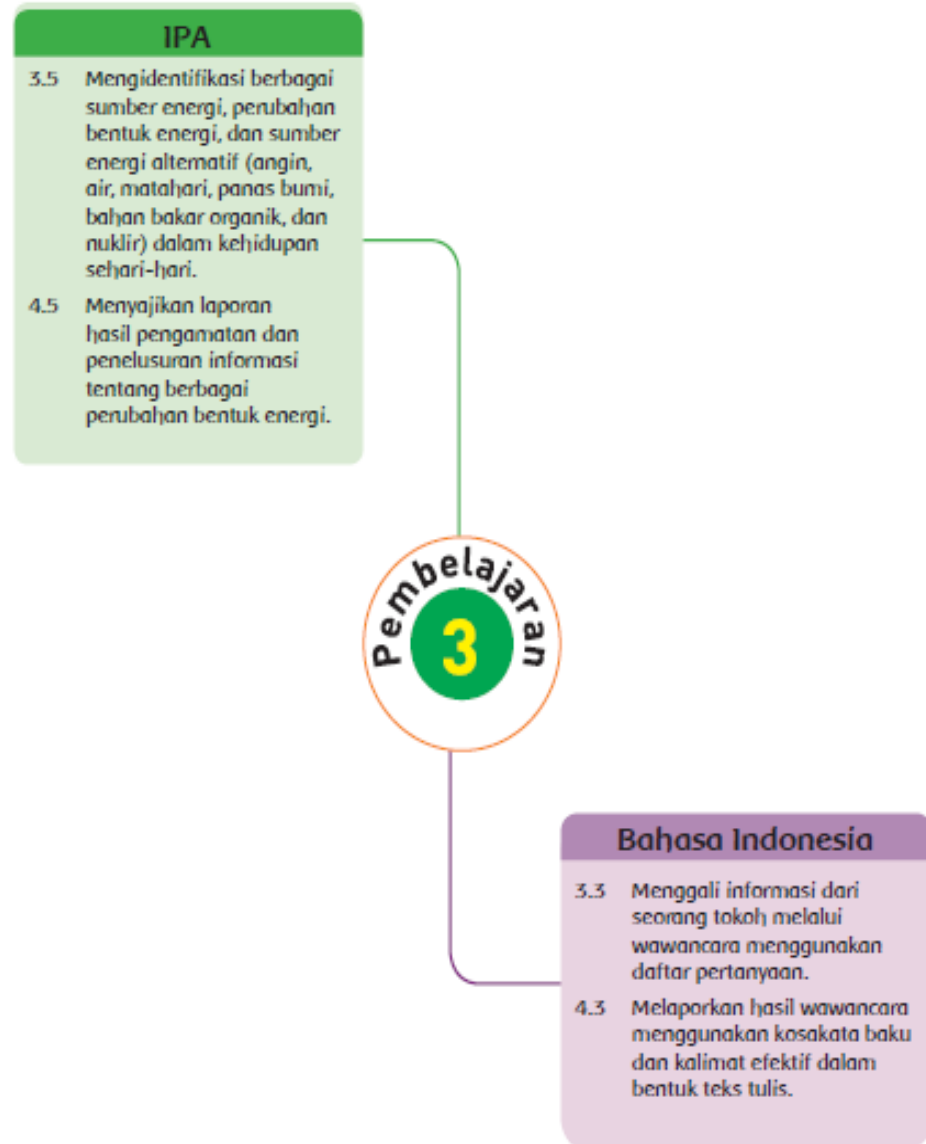 IPA
3.5 Mengidentifikasi berbagai
sumber energi, perubahan
bentuk energi, dan sumber
energi alternatif (angin,
air, matahari, panas bumi,
bahan bakar organik, dan
nuklir) dalam kehidupan
sehari-hari.
4.5 Menyajikan laporan
hasil pengamatan dan
penelusuran informasi
tentang berbagai
perubahan bentuk energi.
Pembelajaran
3
Bahasa Indonesia
3.3 Menggali informasi dari
seorang tokoh melalui
wawancara menggunakan
daftar pertanyaan.
4.3 Melaporkan hasil wawancara
menggunakan kosakata baku
dan kalimat efektif dalam
bentuk teks tulis.